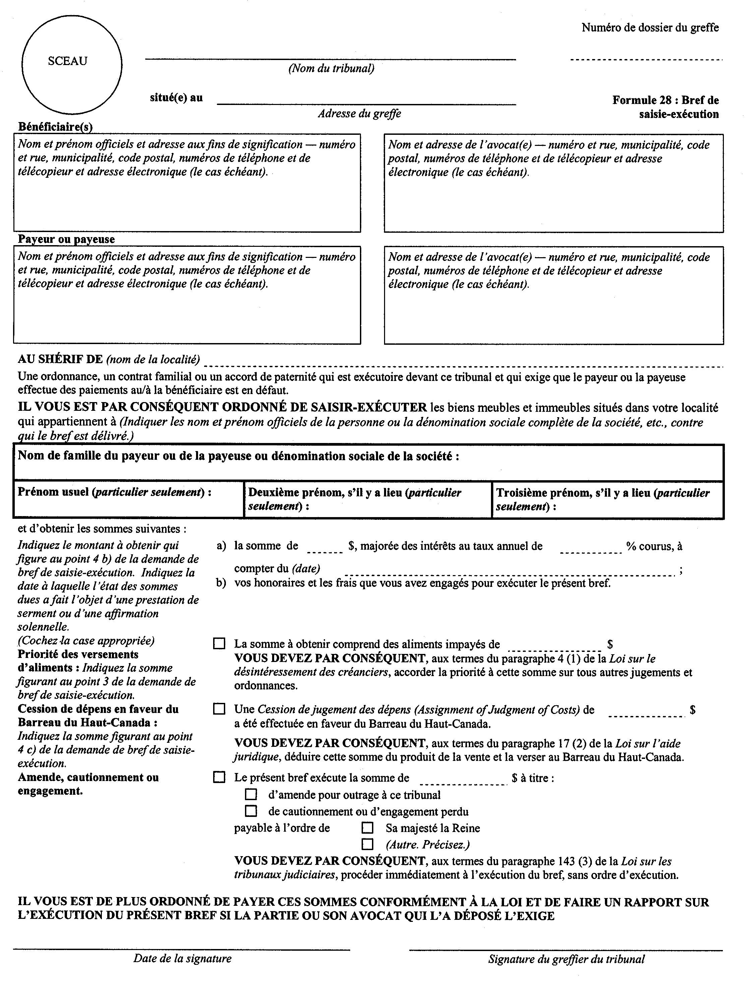 Numéro de dossier du greffe
SCEAU
(Nom du tribunal)
situé(e) au
Adresse du greffe
Formule 28 : Bref de
saisie-exécution
Bénéficiaire(s)
Nom et prénom officiels et adresse aux fins de signification — numéro
et rue, municipalité, code postal, numéros de téléphone et de
télécopieur et adresse électronique (le cas échéant).
Nom et adresse de l'avocat(e) — numéro et rue, municipalité, code
postal, numéros de téléphone et de télécopieur et adresse
électronique (le cas échéant).
Payeur ou payeuse
Nom et prénom officiels et adresse aux fins de signification — numéro
et rue, municipalité, code postal, numéros de téléphone et de
télécopieur et adresse électronique (le cas échéant).
Nom et adresse de l'avocat(e) — numéro et rue, municipalité, code
postal, numéros de téléphone et de télécopieur et adresse
électronique (le cas échéant).
AU SHÉRIF DE (nom de la localité)
Une ordonnance, un contrat familial ou un accord de paternité qui est exécutoire devant ce tribunal et qui exige que le payeur ou la payeuse
effectue des paiements au/à la bénéficiaire est en défaut.
IL VOUS EST PAR CONSÉQUENT ORDONNÉ DE SAISIR-EXÉCUTER les biens meubles et immeubles situés dans votre localité
qui appartiennent à (Indiquer les nom et prénom officiels de la personne ou la dénomination sociale complète de la société, etc., contre
qui le bref est délivré.)
Nom de famille du payeur ou de la payeuse ou dénomination sociale de la société :
Prénom usuel (particulier seulement) :
Deuxième prénom, s'il y a lieu (particulier
seulement) :
Troisième prénom, s'il y a lieu (particulier
seulement) :
et d'obtenir les sommes suivantes :
Indiquez le montant à obtenir qui
figure au point 4 b) de la demande de
bref de saisie-exécution. Indiquez la
date à laquelle l'état des sommes
dues a fait l'objet d'une prestation de
serment ou d'une affirmation
solennelle.
a) la somme de $, majorée des intérêts au taux annuel de % courus, à
compter du (date) ;
b) vos honoraires et les frais que vous avez engagés pour exécuter le présent bref.
(Cochez la case appropriée)
Priorité des versements
d'aliments : Indiquez la somme
figurant au point 3 de la demande de
bref de saisie-exécution.
La somme à obtenir comprend des aliments impayés de $
VOUS DEVEZ PAR CONSÉQUENT, aux termes du paragraphe 4 (1) de la Loi sur le
désintéressement des créanciers, accorder la priorité à cette somme sur tous autres jugements et
ordonnances.
Cession de dépens en faveur du
Barreau du Haut-Canada :
Indiquez la somme figurant au point
4 c) de la demande de bref de saisie-
exécution.
Une Cession de jugement des dépens (Assignment of Judgment of Costs) de $
a été effectuée en faveur du Barreau du Haut-Canada.
VOUS DEVEZ PAR CONSÉQUENT, aux termes du paragraphe 17 (2) de la Loi sur l'aide
juridique, déduire cette somme du produit de la vente et la verser au Barreau du Haut-Canada.
Amende, cautionnement ou
engagement.
Le présent bref exécute la somme de $ à titre :
d'amende pour outrage à ce tribunal
de cautionnement ou d'engagement perdu
payable à l'ordre de Sa majesté la Reine
(Autre. Précisez.)
VOUS DEVEZ PAR CONSÉQUENT, aux termes du paragraphe 143 (3) de la Loi sur les
tribunaux judiciaires, procéder immédiatement à l'exécution du bref, sans ordre d'exécution.
IL VOUS EST DE PLUS ORDONNÉ DE PAYER CES SOMMES CONFORMÉMENT À LA LOI ET DE FAIRE UN RAPPORT SUR
L'EXÉCUTION DU PRÉSENT BREF SI LA PARTIE OU SON AVOCAT QUI L'A DÉPOSÉ L'EXIGE
Date de la signature
Signature du greffier du tribunal